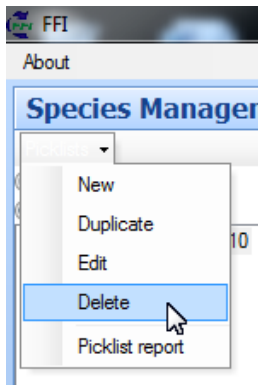 FFI
About
Species Manager
Picklists
New
Duplicate
10
Edit
Delete
Picklist report